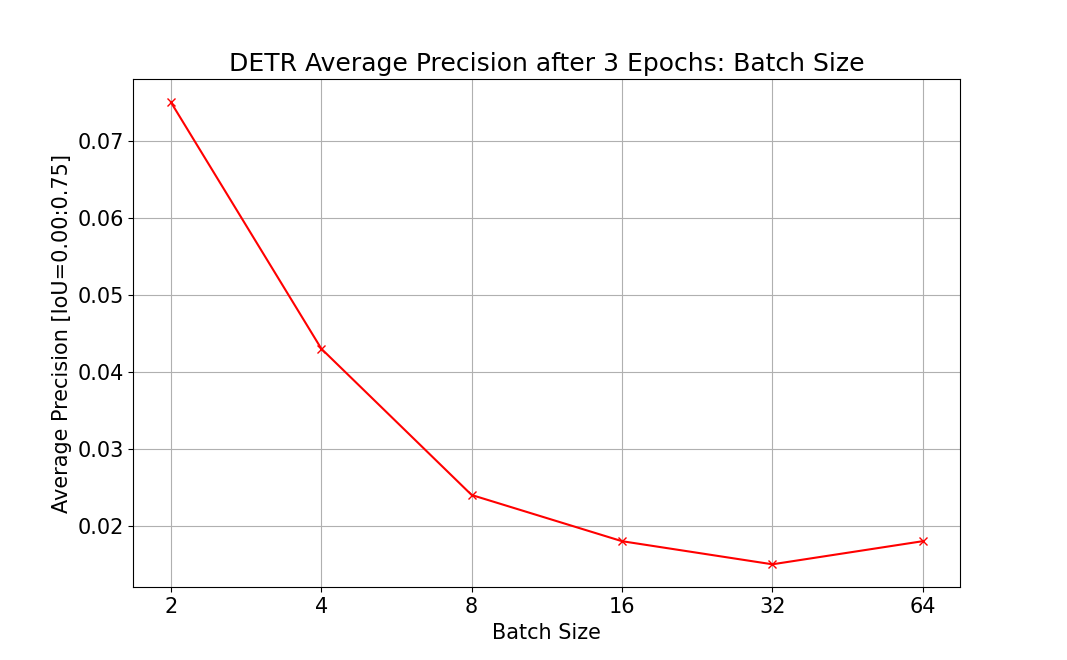 DETR Average Precision after 3 Epochs: Batch Size
Average Precision [IoU=0.00:0.75]
0.07
0.06
0.05
0.04
0.03
0.02
2 4 8 16 32 64
Batch Size